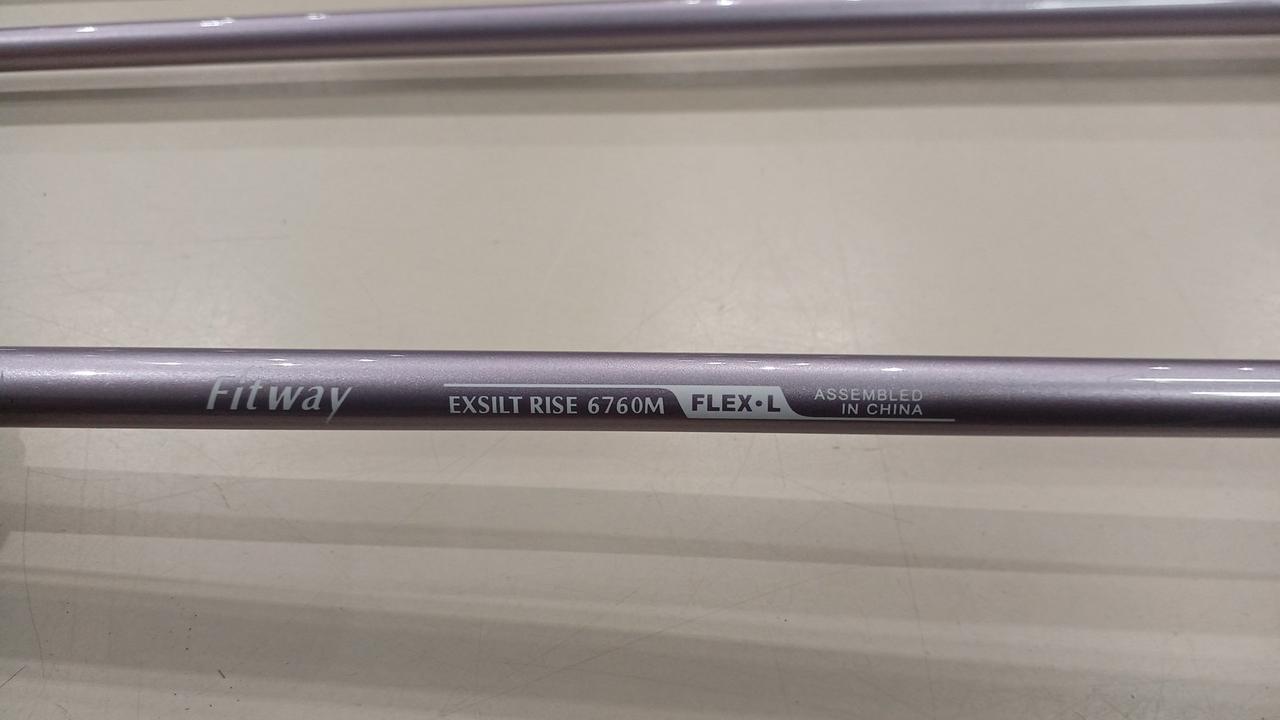 Fitway
EXSILT RISE 6760M FLEX•L
ASSEMBLED
IN CHINA